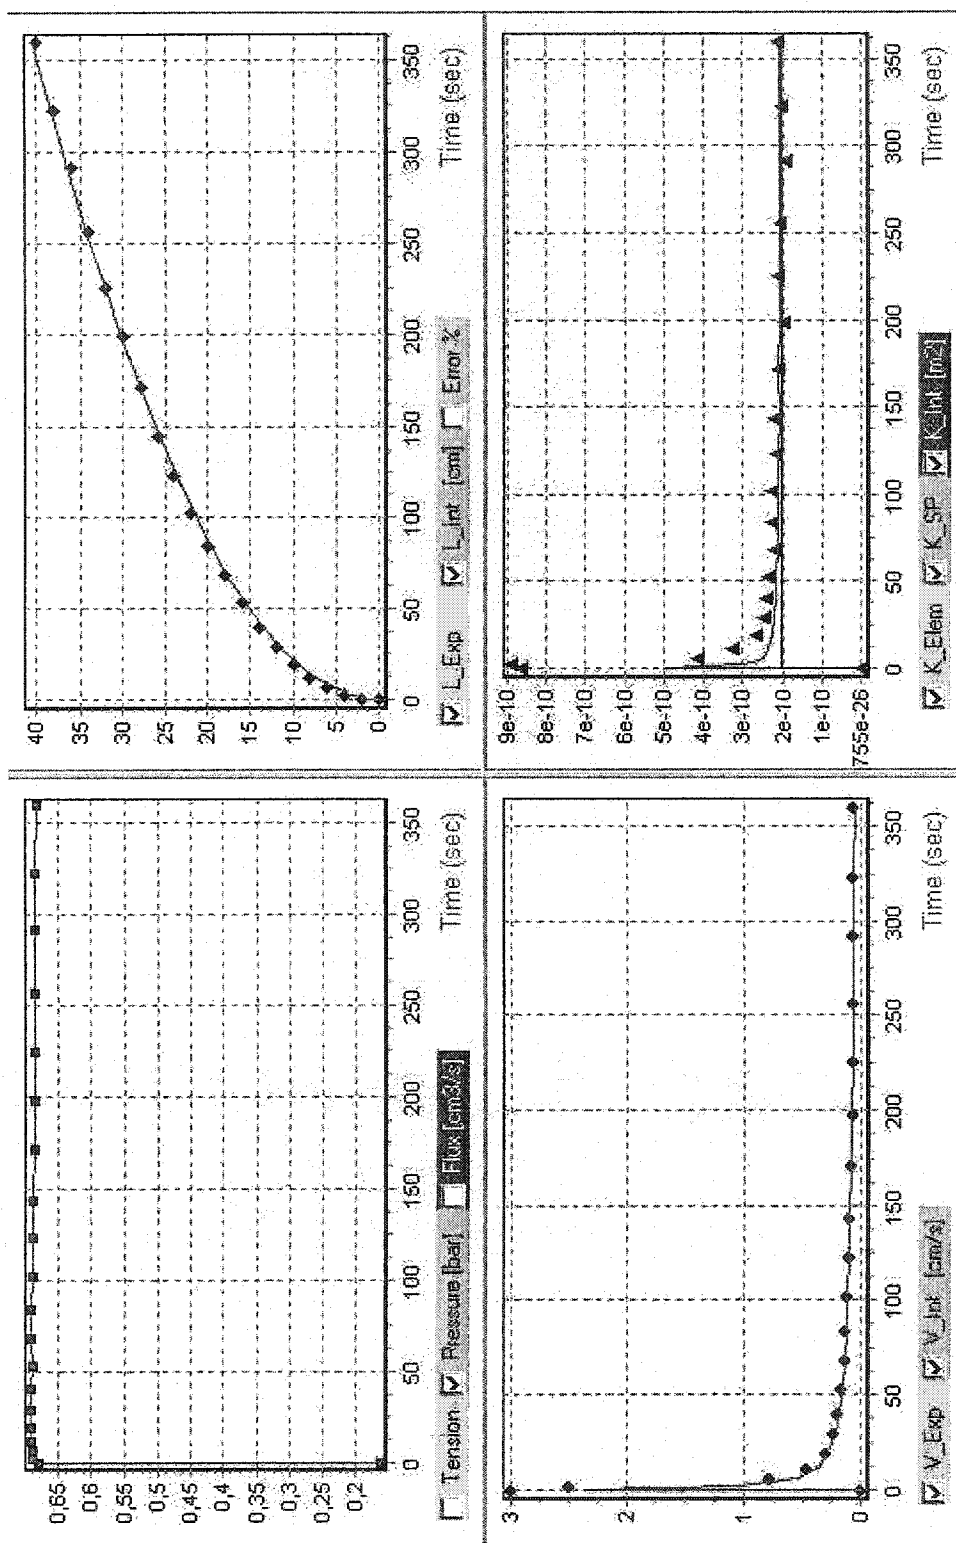 0,65
0,6
0,55
0,5
0,45
0,4
0,35
0,3
0,25
0,2
0 50 100 150 200 250 300 350
Time (sec)
Tension Pressure [bar] Flux [cm3/s]
40
35
30
25
20
15
10
5
0
0 50 100 150 200 250 300 350
Time (sec)
L_Exp L_Int [cm] Error %
3
2
1
0
0 50 100 150 200 250 300 350
Time (sec)
V_Exp V_Int [cm/s]
9e-10
8e-10
7e-10
6e-10
5e-10
4e-10
3e-10
2e-10
1e-10
755e-26
0 50 100 150 200 250 300 350
Time (sec)
K_Elem K_SP K_Int [m2]